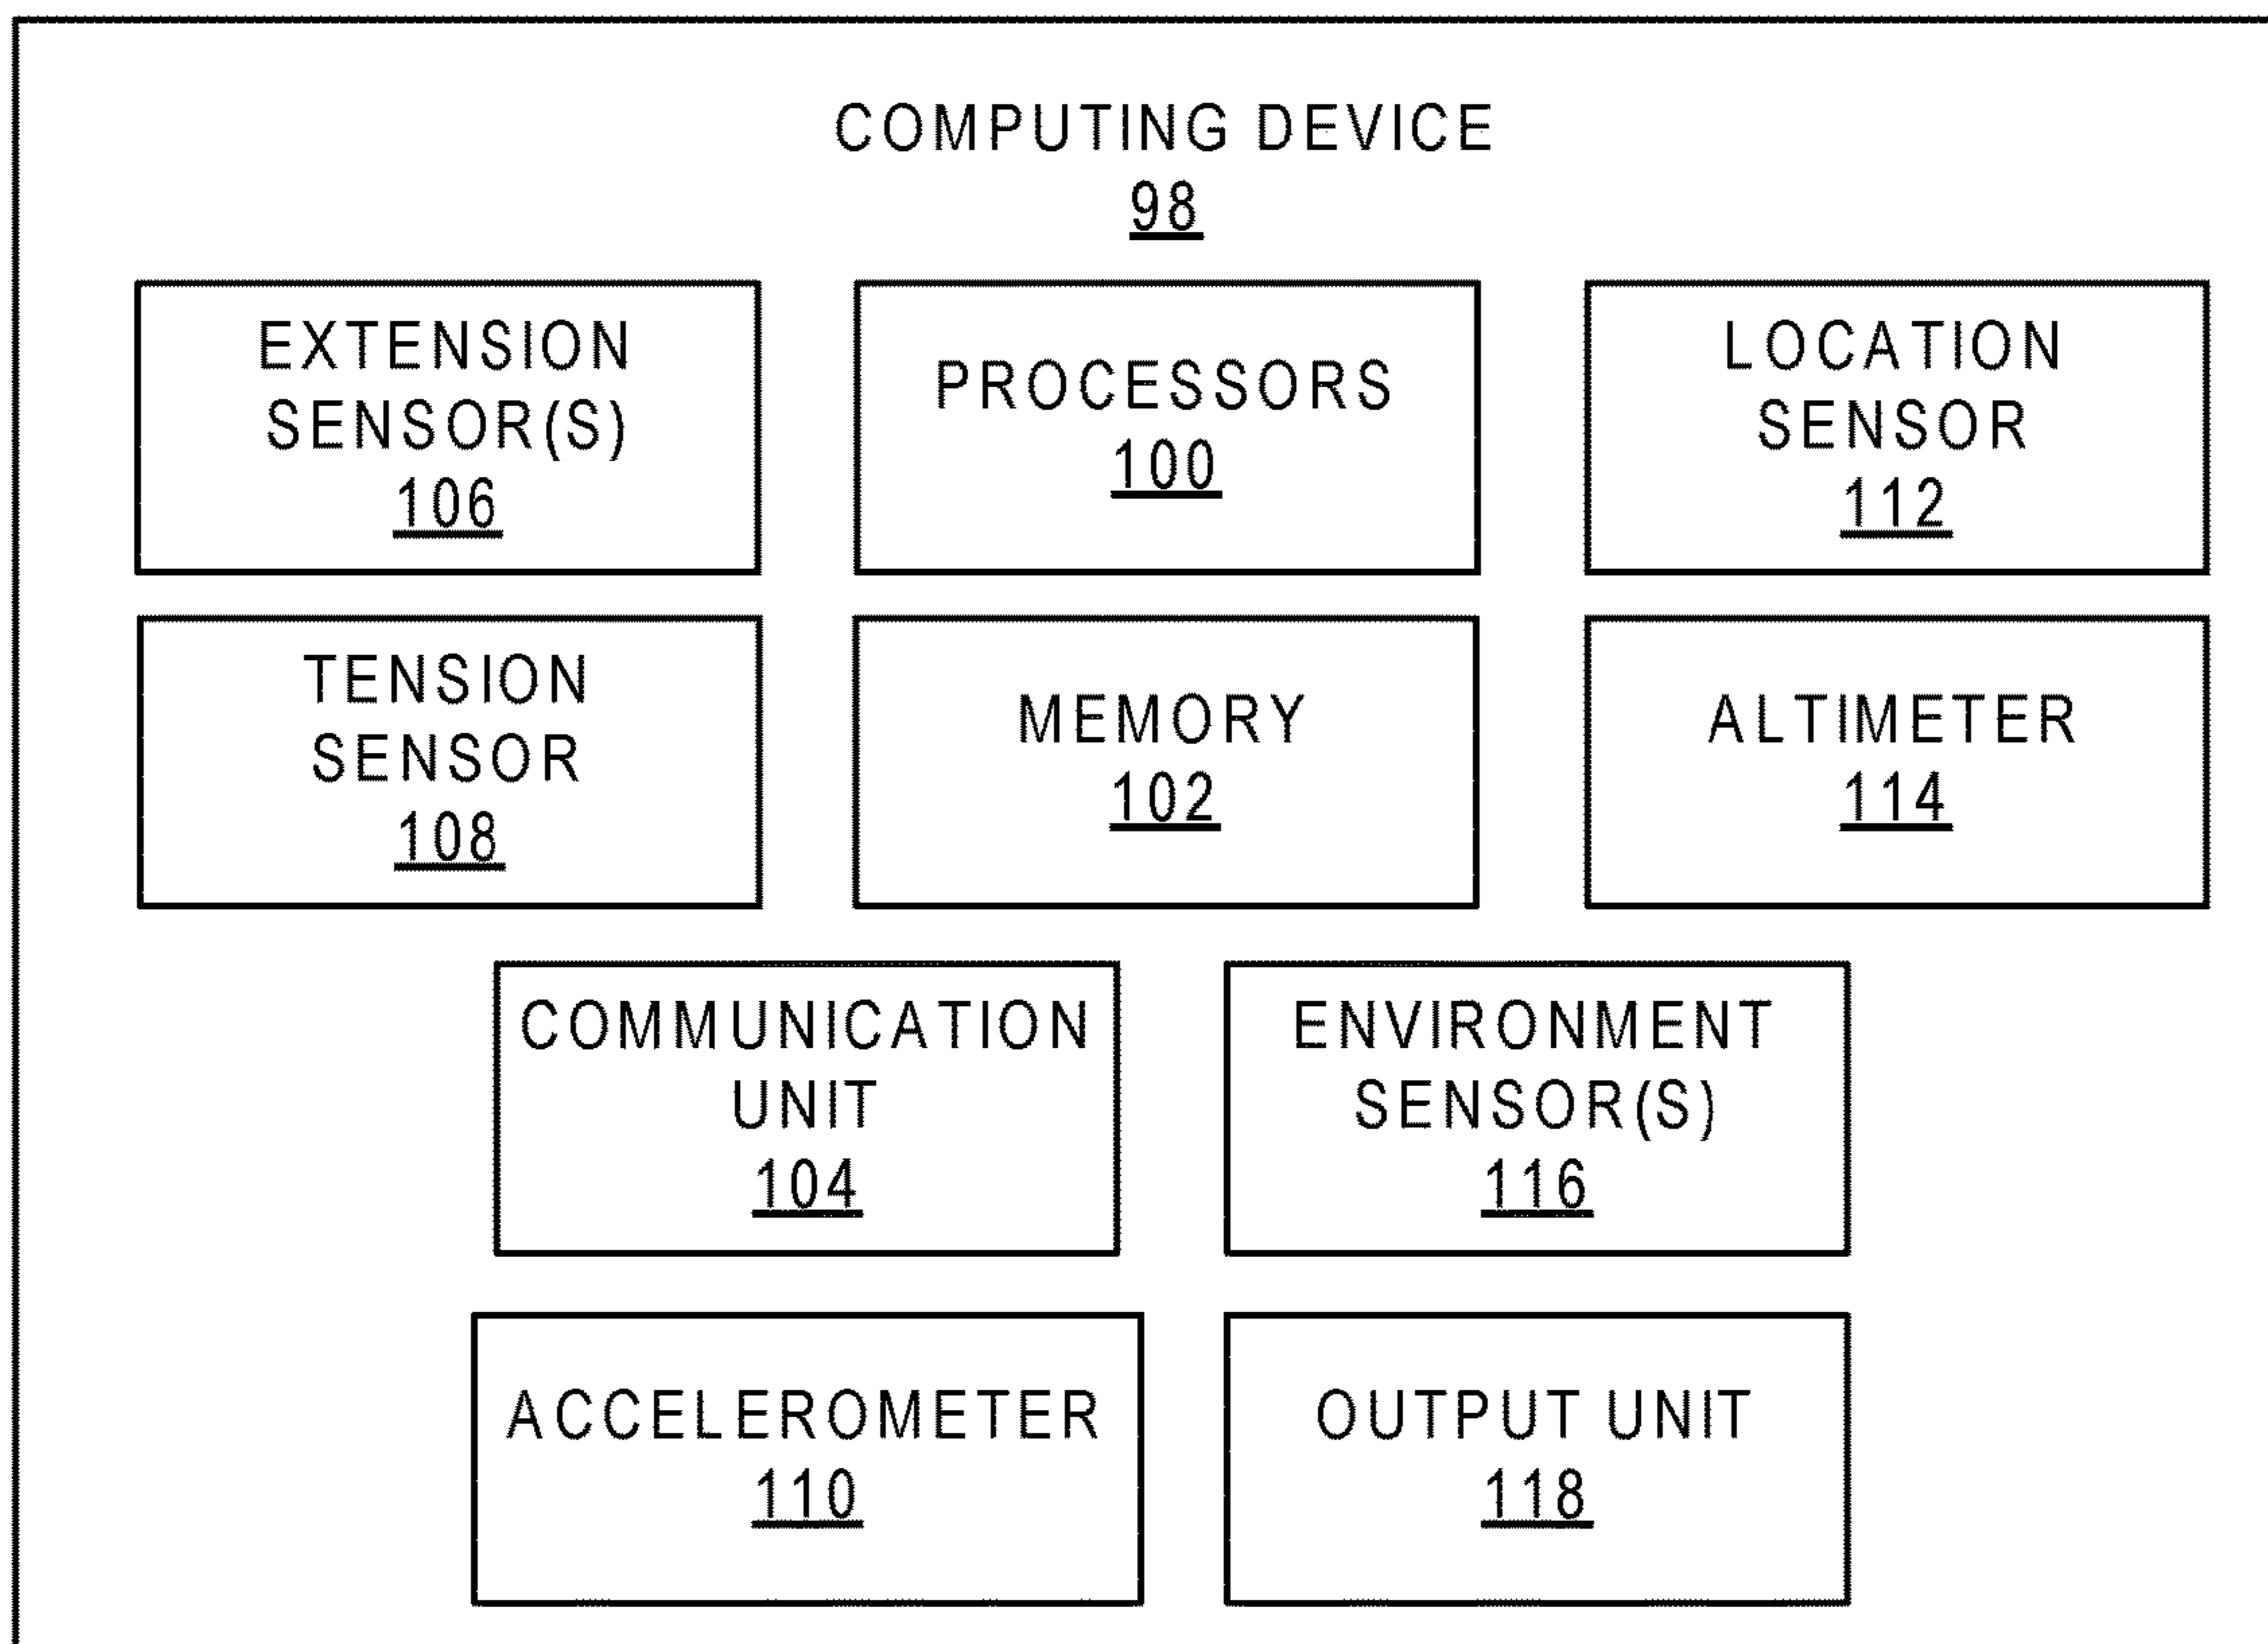 COMPUTING DEVICE
98
EXTENSION
SENSOR(S)
106
PROCESSORS
100
LOCATION
SENSOR
112
TENSION
SENSOR
108
MEMORY
102
ALTIMETER
114
COMMUNICATION
UNIT
104
ENVIRONMENT
SENSOR(S)
116
ACCELEROMETER
110
OUTPUT UNIT
118